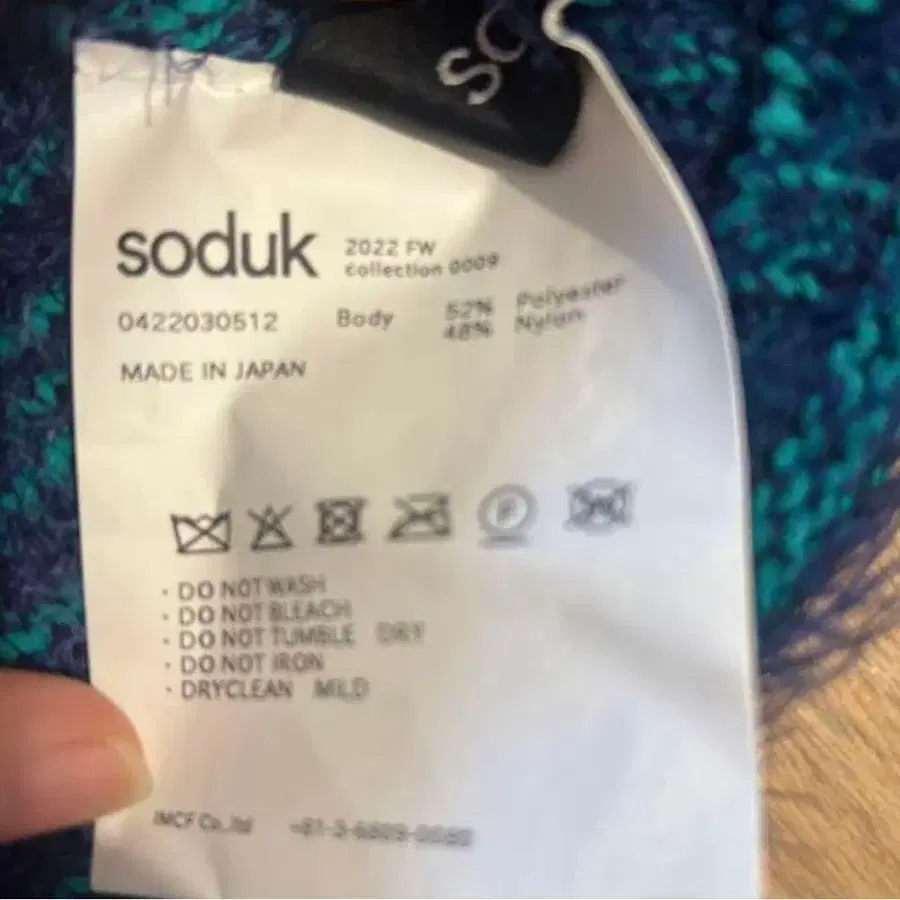 so
soduk
2022 FW
collection 0009
0422030512
Body
52% Polyester
48% Nylon
MADE IN JAPAN
P
· DO NOT WASH
· DO NOT BLEACH
· DO NOT TUMBLE DRY
· DO NOT IRON
· DRYCLEAN MILD
IMCF Co.,ltd